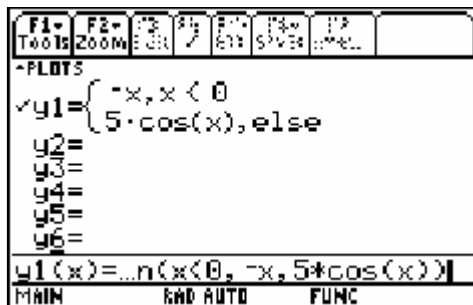 F1 F2
Tools Zoom
PLOTS
✓y1={ -x, x < 0
5·cos(x), else
y2=
y3=
y4=
y5=
y6=
y1(x)=…n(x<0, -x,5*cos(x))
MAIN RAD AUTO FUNC